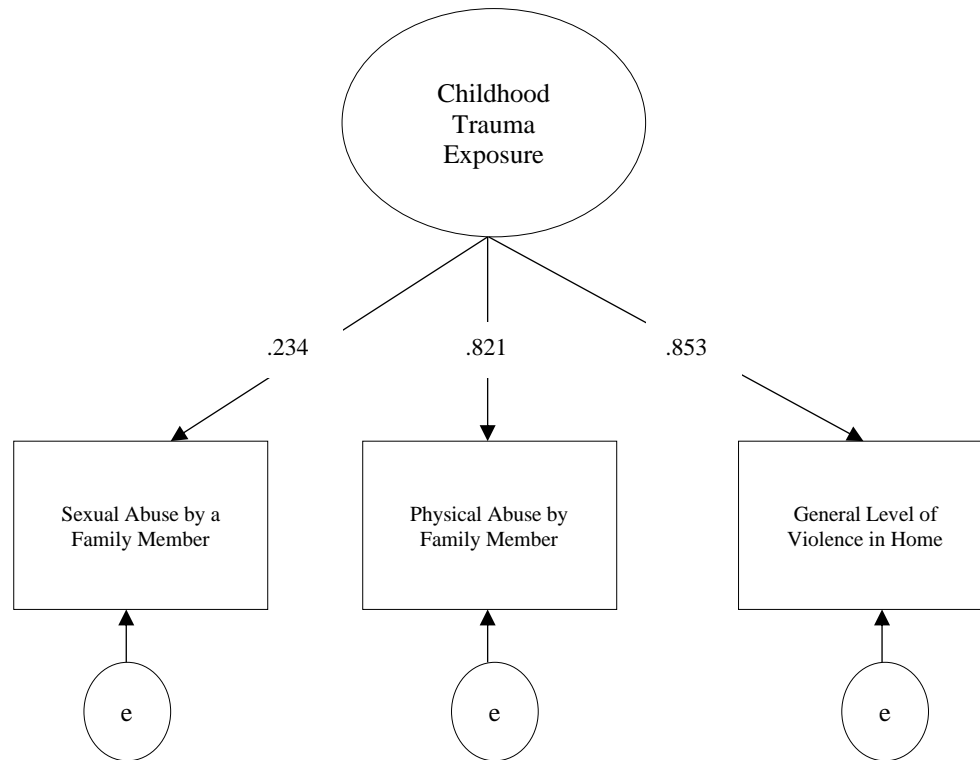 Childhood
Trauma
Exposure
.234
.821
.853
Sexual Abuse by a
Family Member
Physical Abuse by
Family Member
General Level of
Violence in Home
e
e
e